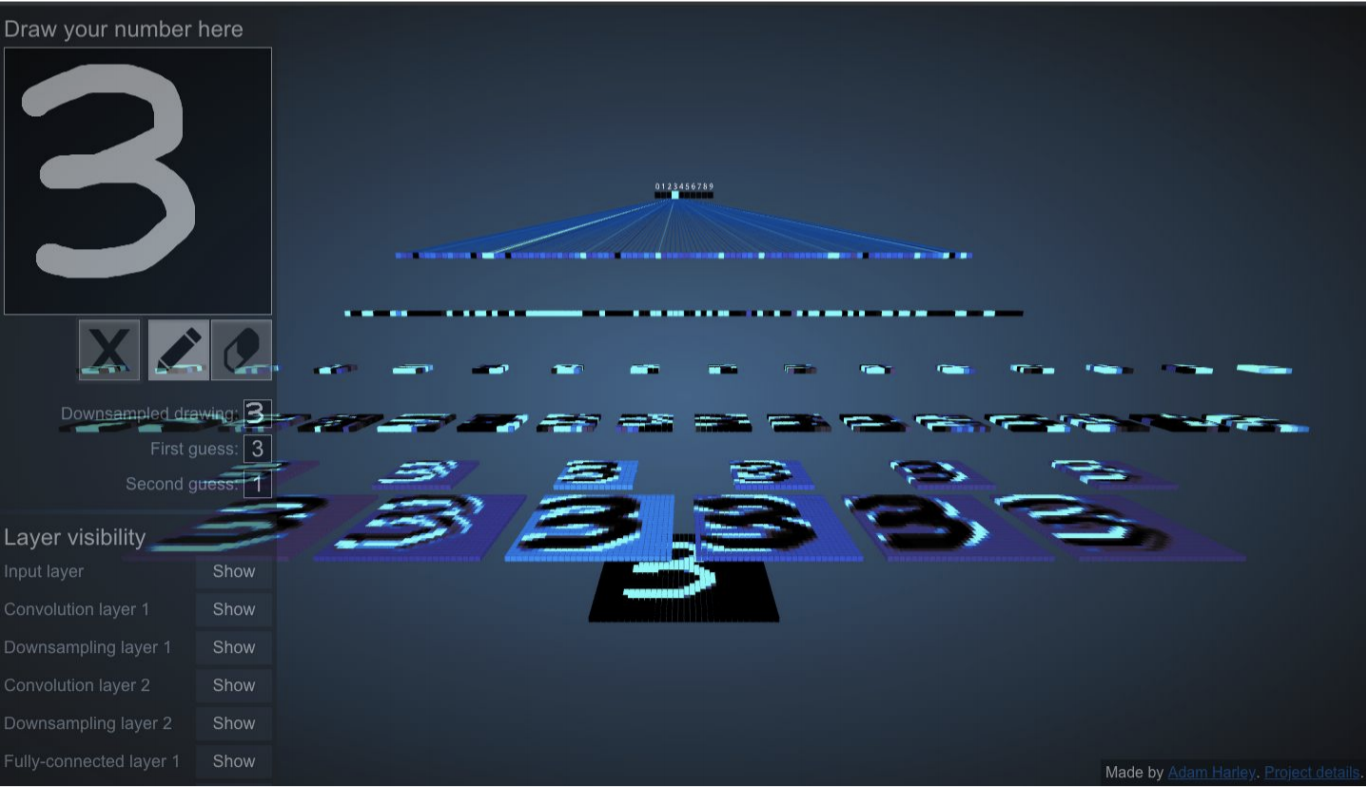 Draw your number here
3
0123456789
X
Downsampled drawing: 3
First guess: 3
Second guess: 1
Layer visibility
Input layer Show
Convolution layer 1 Show
Downsampling layer 1 Show
Convolution layer 2 Show
Downsampling layer 2 Show
Fully-connected layer 1 Show
Made by Adam Harley. Project details.